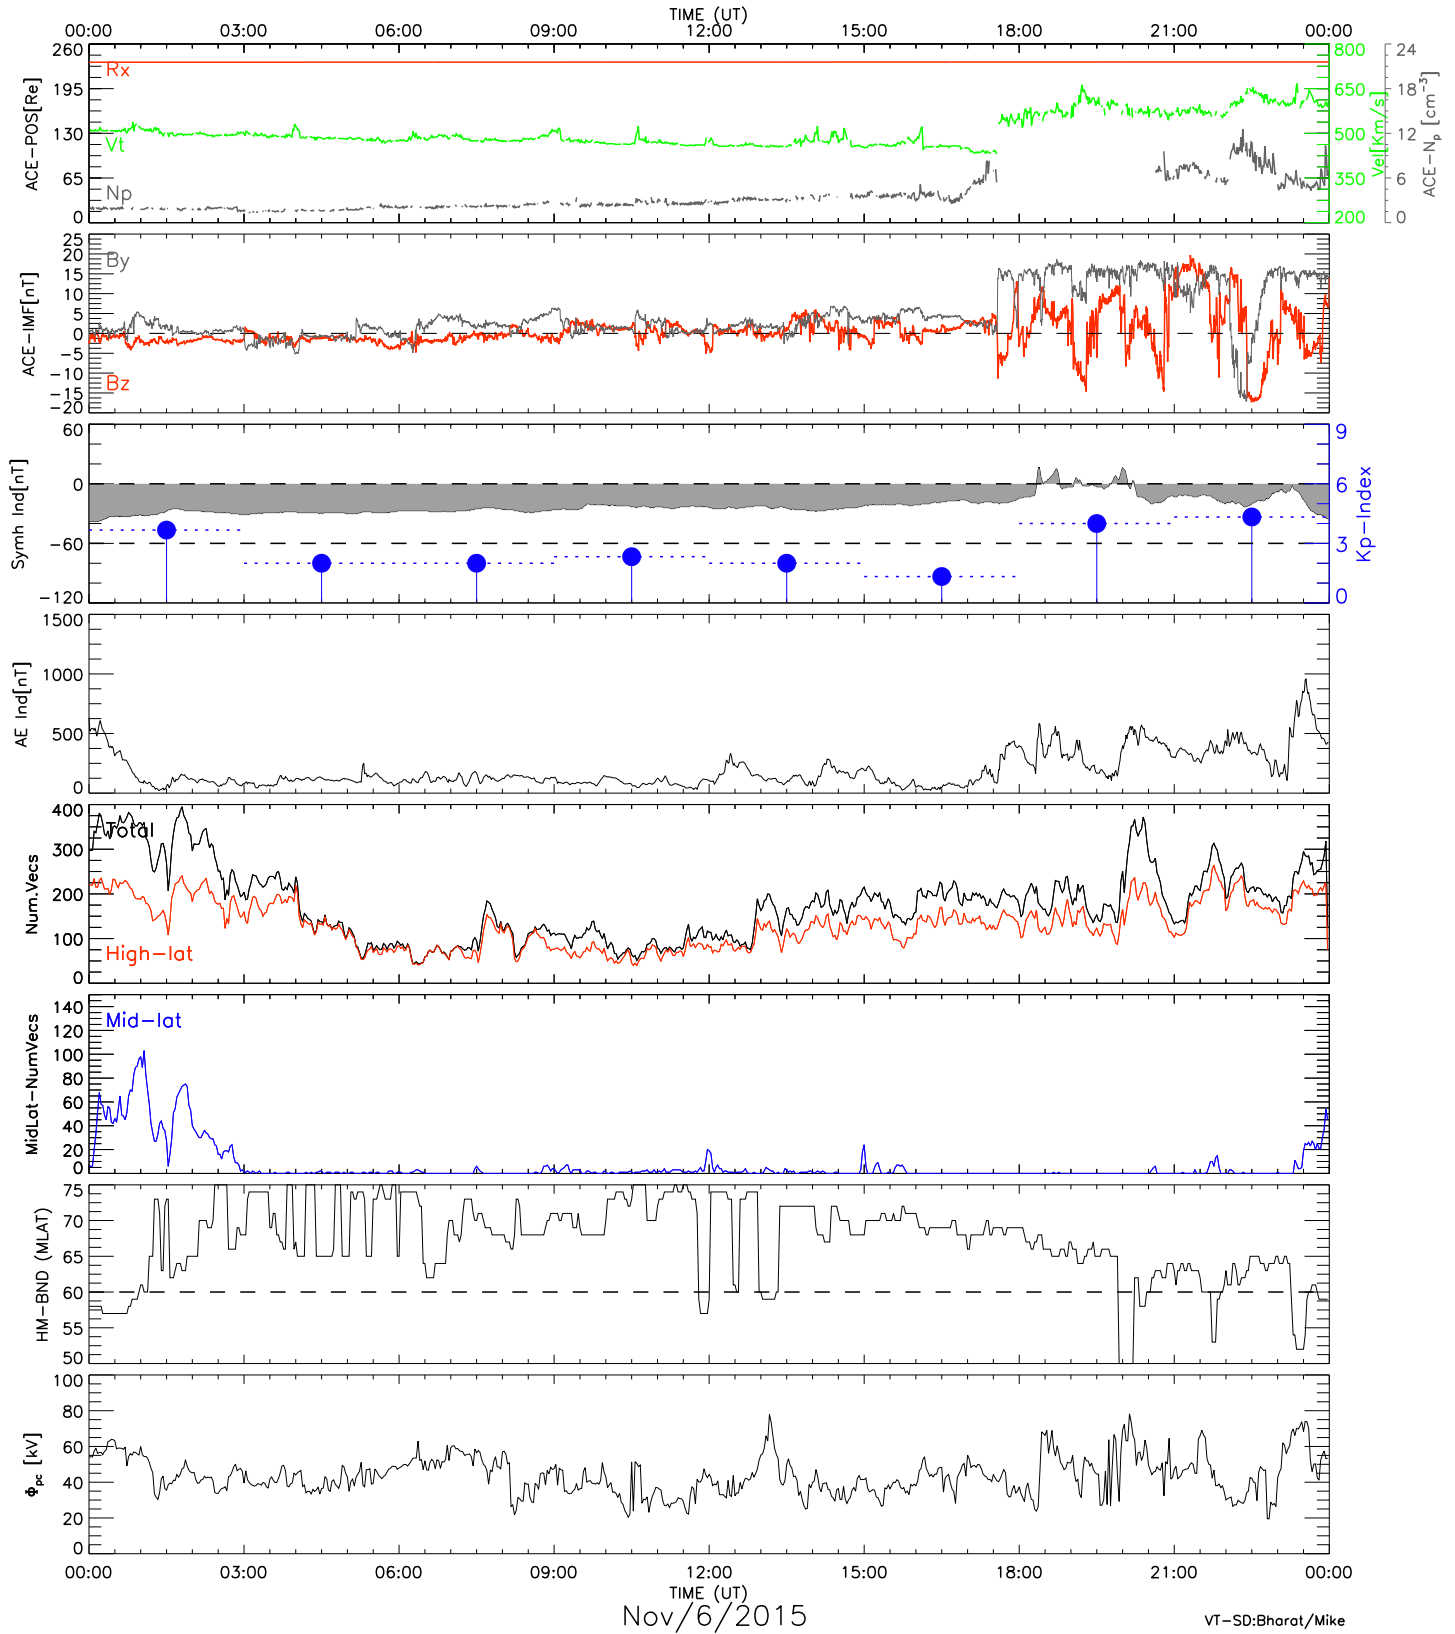 TIME (UT)
00:00 03:00 06:00 09:00 12:00 15:00 18:00 21:00 00:00
260 195 130 65 0
ACE-POS[Re]
Rx
Vt
Np
800 650 500 350 200
Vel[Km/s]
24 18 12 6 0
ACE-Np [cm-3]
25 20 15 10 5 0 -5 -10 -15 -20
ACE-IMF[nT]
By
Bz
60 0 -60 -120
Symh Ind[nT]
9 6 3 0
Kp-Index
1500 1000 500 0
AE Ind[nT]
400 300 200 100 0
Num.Vecs
Total
High-lat
140 120 100 80 60 40 20 0
MidLat-NumVecs
Mid-lat
75 70 65 60 55 50
HM-BND (MLAT)
100 80 60 40 20 0
Φpc [kV]
00:00 03:00 06:00 09:00 12:00 15:00 18:00 21:00 00:00
TIME (UT)
Nov/6/2015
VT-SD:Bharat/Mike